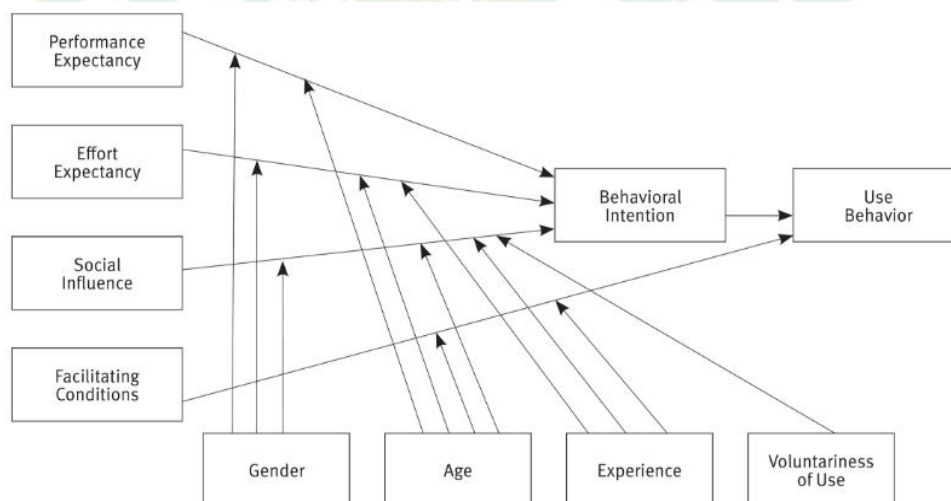 Performance
Expectancy
Effort
Expectancy
Behavioral
Intention
Use
Behavior
Social
Influence
Facilitating
Conditions
Gender
Age
Experience
Voluntariness
of Use